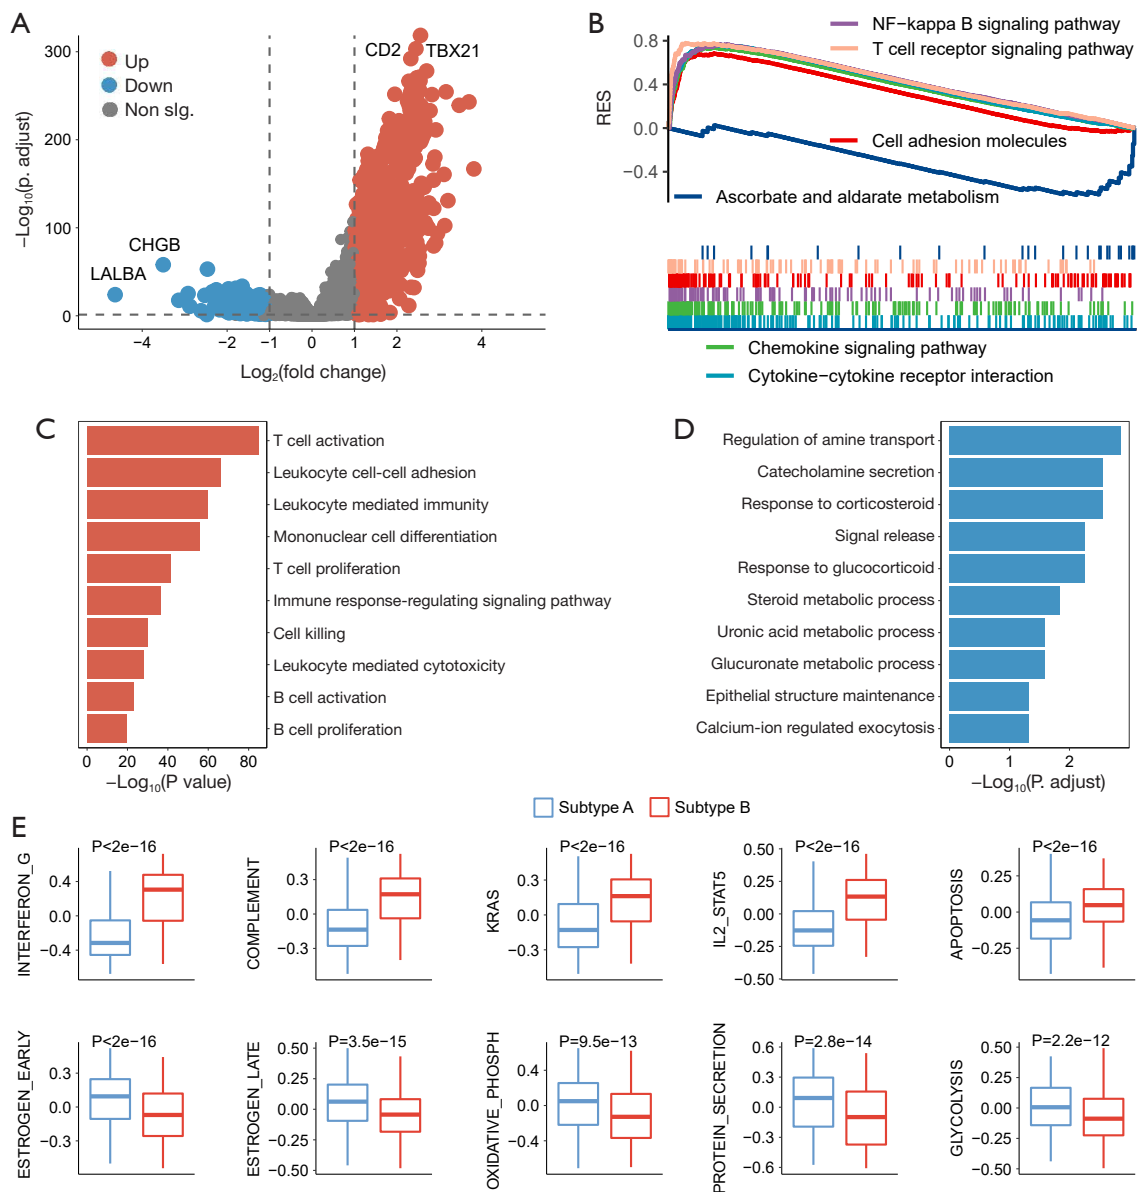 A
Up
Down
Non sIg.
CD2
TBX21
CHGB
LALBA
−Log10(p. adjust)
300
200
100
0
−4
−2
−1
0
1
2
4
Log2(fold change)
B
NF−kappa B signaling pathway
T cell receptor signaling pathway
Cell adhesion molecules
Ascorbate and aldarate metabolism
RES
0.8
0.4
0.0
−0.4
Chemokine signaling pathway
Cytokine−cytokine receptor interaction
C
T cell activation
Leukocyte cell-cell adhesion
Leukocyte mediated immunity
Mononuclear cell differentiation
T cell proliferation
Immune response-regulating signaling pathway
Cell killing
Leukocyte mediated cytotoxicity
B cell activation
B cell proliferation
0 20 40 60 80
−Log10(P value)
D
Regulation of amine transport
Catecholamine secretion
Response to corticosteroid
Signal release
Response to glucocorticoid
Steroid metabolic process
Uronic acid metabolic process
Glucuronate metabolic process
Epithelial structure maintenance
Calcium-ion regulated exocytosis
0 1 2
−Log10(P. adjust)
E
Subtype A
Subtype B
INTERFERON_G
P<2e−16
0.4
0.0
−0.4
COMPLEMENT
P<2e−16
0.3
0.0
−0.3
KRAS
P<2e−16
0.3
0.0
−0.3
IL2_STAT5
P<2e−16
0.50
0.25
0.00
−0.25
−0.50
APOPTOSIS
P<2e−16
0.25
0.00
−0.25
ESTROGEN_EARLY
P<2e−16
0.3
0.0
−0.3
ESTROGEN_LATE
P=3.5e−15
0.50
0.25
0.00
−0.25
−0.50
OXIDATIVE_PHOSPH
P=9.5e−13
0.4
0.0
−0.4
PROTEIN_SECRETION
P=2.8e−14
0.6
0.3
0.0
−0.3
−0.6
GLYCOLYSIS
P=2.2e−12
0.50
0.25
0.00
−0.25
−0.50